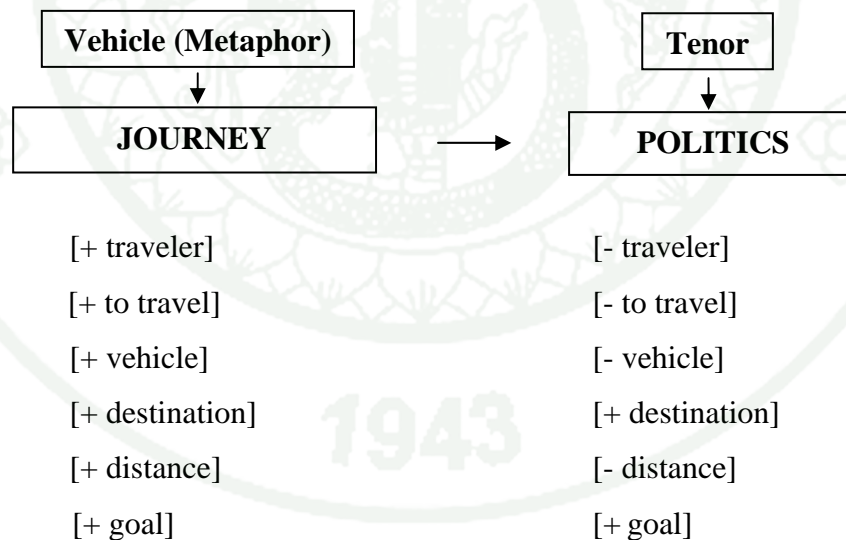 Vehicle (Metaphor) Tenor
JOURNEY POLITICS
[+ traveler] [- traveler]
[+ to travel] [- to travel]
[+ vehicle] [- vehicle]
[+ destination] [+ destination]
[+ distance] [- distance]
[+ goal] [+ goal]
1943